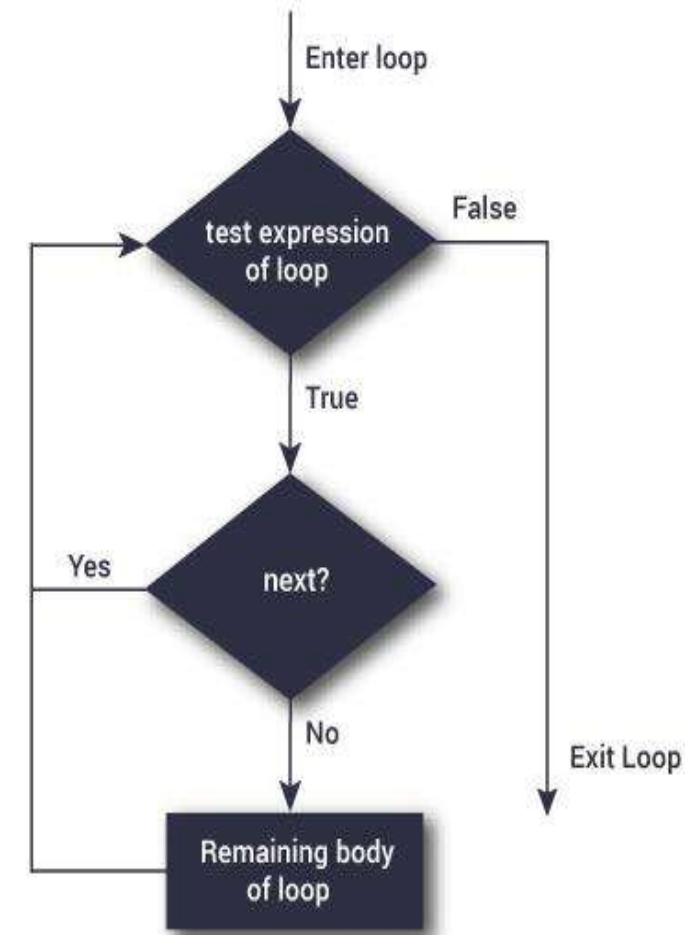 Enter loop
test expression
of loop
False
True
Yes
next?
No
Exit Loop
Remaining body
of loop